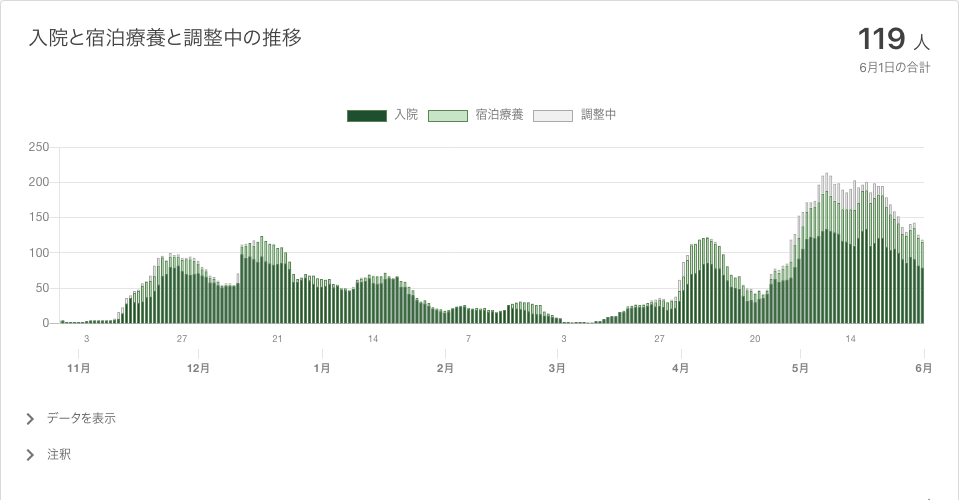 入院と宿泊療養と調整中の推移
119 人
6月1日の合計
入院 宿泊療養 調整中
250
200
150
100
50
0
3 27 21 14 7 3 27 20 14
11月 12月 1月 2月 3月 4月 5月 6月
データを表示
注釈